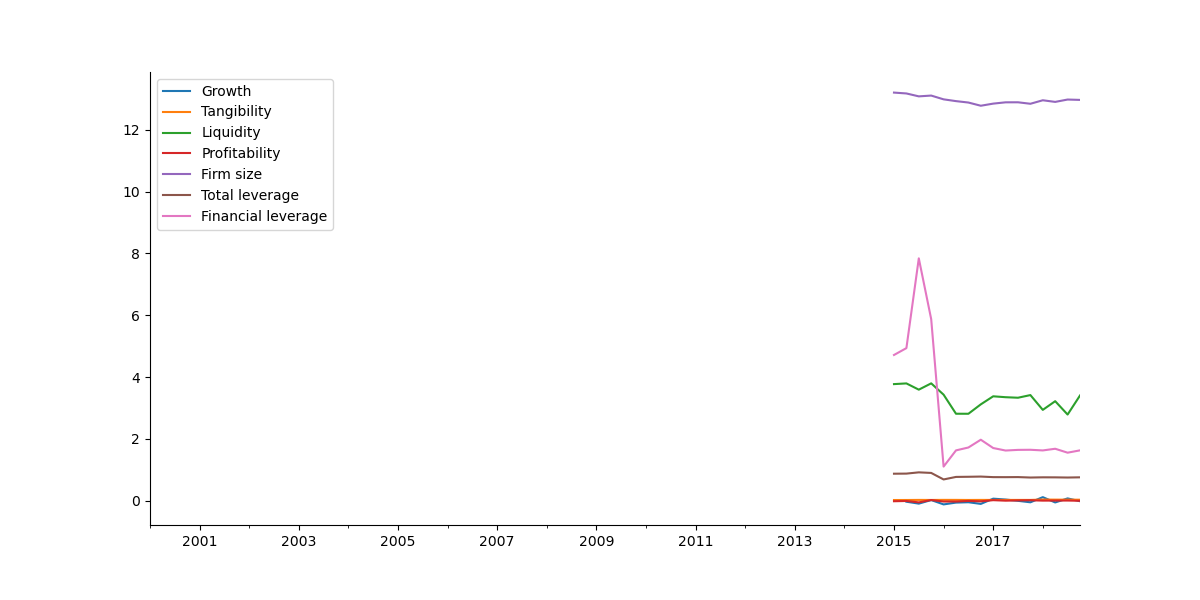 Growth
Tangibility
Liquidity
Profitability
Firm size
Total leverage
Financial leverage
12
10
8
6
4
2
0
2001 2003 2005 2007 2009 2011 2013 2015 2017